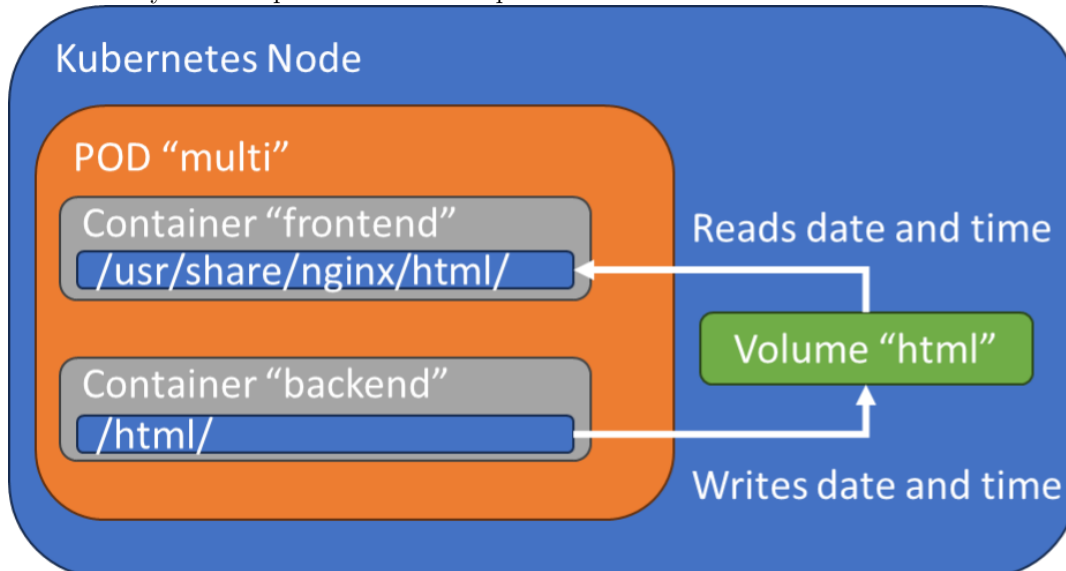 Kubernetes Node
POD “multi”
Container “frontend”
/usr/share/nginx/html/
Reads date and time
Volume “html”
Container “backend”
/html/
Writes date and time